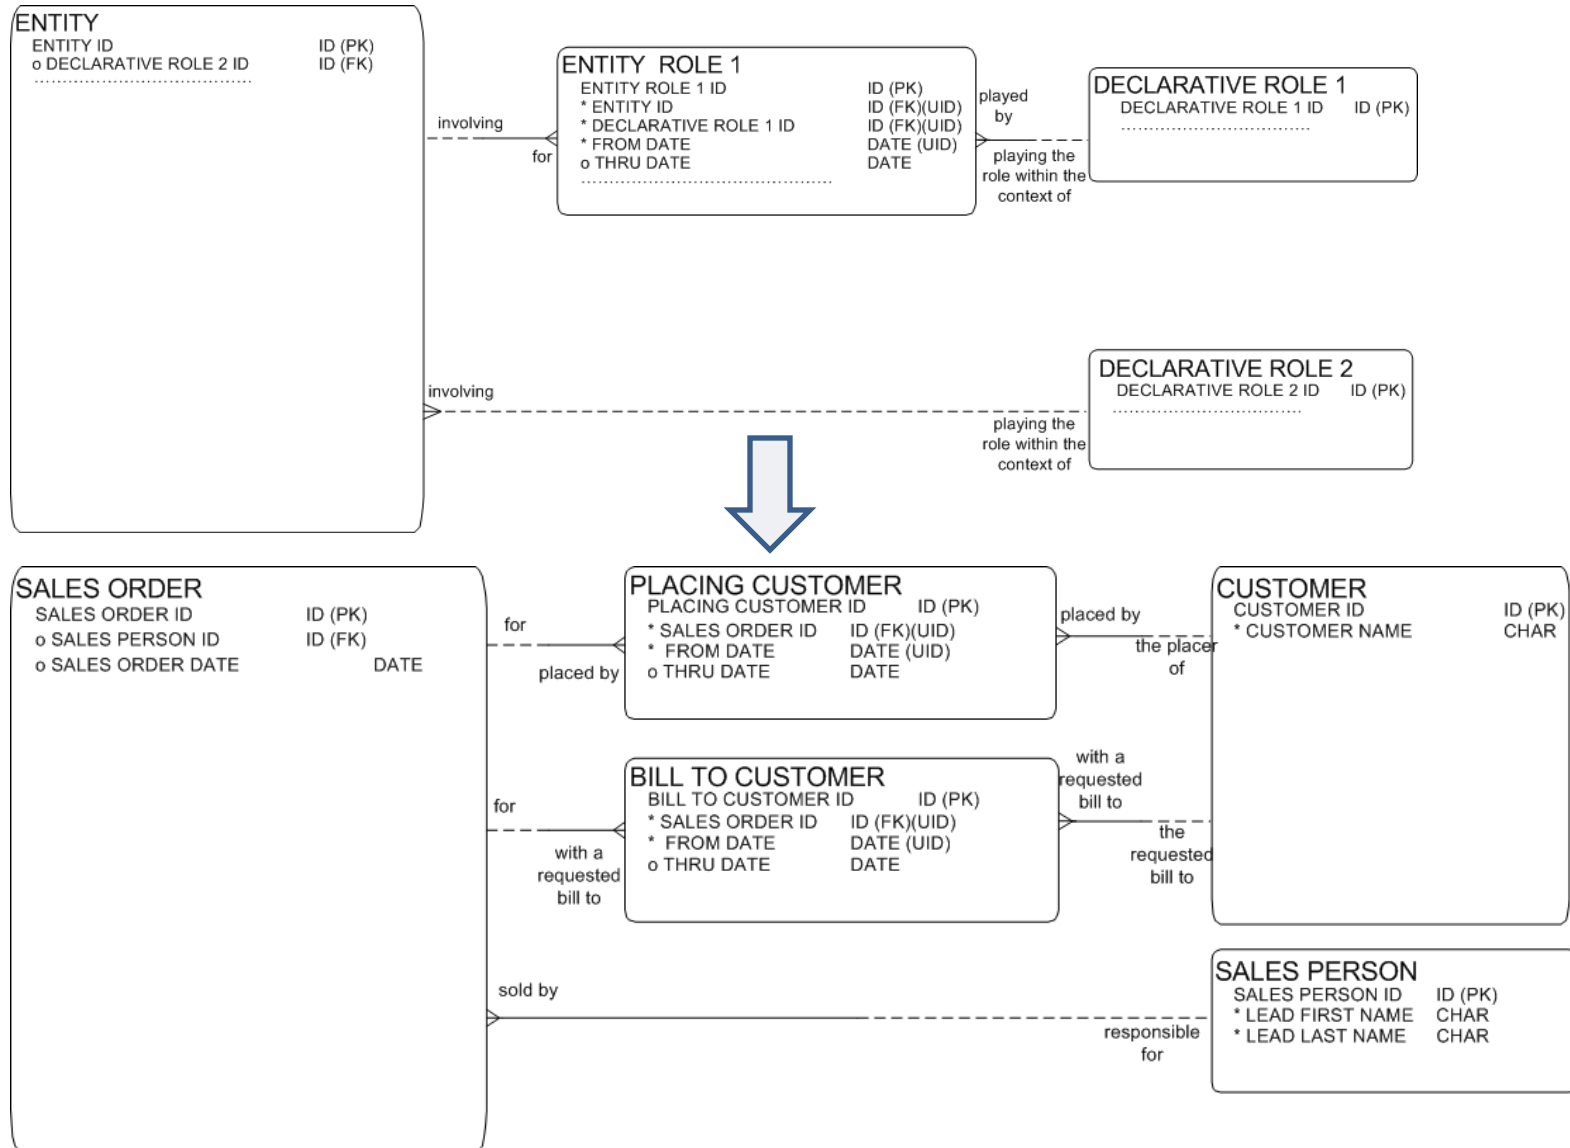 ENTITY
ENTITY ID ID (PK)
o DECLARATIVE ROLE 2 ID ID (FK)
involving
for
ENTITY ROLE 1
ENTITY ROLE 1 ID ID (PK)
* ENTITY ID ID (FK)(UID)
* DECLARATIVE ROLE 1 ID ID (FK)(UID)
* FROM DATE DATE (UID)
o THRU DATE DATE
played
by
playing the
role within the
context of
DECLARATIVE ROLE 1
DECLARATIVE ROLE 1 ID ID (PK)
involving
playing the
role within the
context of
DECLARATIVE ROLE 2
DECLARATIVE ROLE 2 ID ID (PK)
SALES ORDER
SALES ORDER ID ID (PK)
o SALES PERSON ID ID (FK)
o SALES ORDER DATE DATE
for
placed by
PLACING CUSTOMER
PLACING CUSTOMER ID ID (PK)
* SALES ORDER ID ID (FK)(UID)
* FROM DATE DATE (UID)
o THRU DATE DATE
placed by
the placer
of
CUSTOMER
CUSTOMER ID ID (PK)
* CUSTOMER NAME CHAR
for
with a
requested
bill to
BILL TO CUSTOMER
BILL TO CUSTOMER ID ID (PK)
* SALES ORDER ID ID (FK)(UID)
* FROM DATE DATE (UID)
o THRU DATE DATE
with a
requested
bill to
the
requested
bill to
sold by
responsible
for
SALES PERSON
SALES PERSON ID ID (PK)
* LEAD FIRST NAME CHAR
* LEAD LAST NAME CHAR